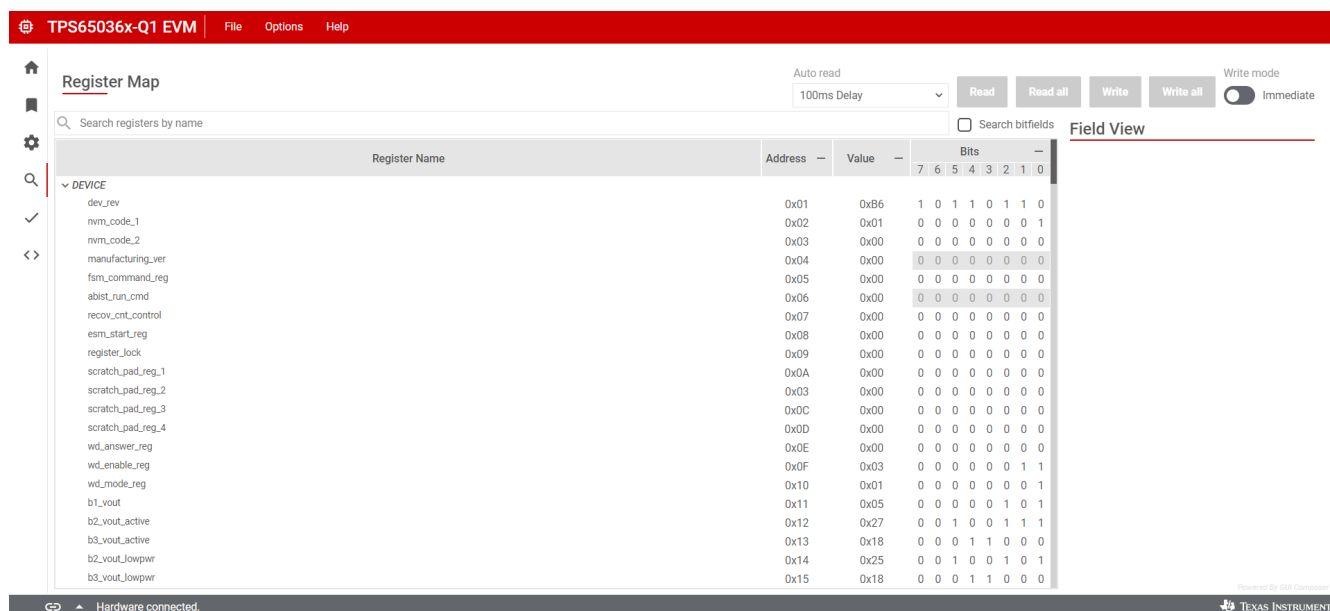 TPS65036x-Q1 EVM File Options Help
Register Map
Auto read
100ms Delay
Read Read all Write Write all
Write mode
Immediate
Search registers by name
Search bitfields
Field View
Register Name Address Value Bits
7 6 5 4 3 2 1 0
DEVICE
dev_rev 0x01 0xB6 1 0 1 1 0 1 1 0
nvm_code_1 0x02 0x01 0 0 0 0 0 0 0 1
nvm_code_2 0x03 0x00 0 0 0 0 0 0 0 0
manufacturing_ver 0x04 0x00 0 0 0 0 0 0 0 0
fsm_command_reg 0x05 0x00 0 0 0 0 0 0 0 0
abist_run_cmd 0x06 0x00 0 0 0 0 0 0 0 0
recov_cnt_control 0x07 0x00 0 0 0 0 0 0 0 0
esm_start_reg 0x08 0x00 0 0 0 0 0 0 0 0
register_lock 0x09 0x00 0 0 0 0 0 0 0 0
scratch_pad_reg_1 0x0A 0x00 0 0 0 0 0 0 0 0
scratch_pad_reg_2 0x03 0x00 0 0 0 0 0 0 0 0
scratch_pad_reg_3 0x0C 0x00 0 0 0 0 0 0 0 0
scratch_pad_reg_4 0x0D 0x00 0 0 0 0 0 0 0 0
wd_answer_reg 0x0E 0x00 0 0 0 0 0 0 0 0
wd_enable_reg 0x0F 0x03 0 0 0 0 0 0 1 1
wd_mode_reg 0x10 0x01 0 0 0 0 0 0 0 1
b1_vout 0x11 0x05 0 0 0 0 0 1 0 1
b2_vout_active 0x12 0x27 0 0 1 0 0 1 1 1
b3_vout_active 0x13 0x18 0 0 0 1 1 0 0 0
b2_vout_lowpwr 0x14 0x25 0 0 1 0 0 1 0 1
b3_vout_lowpwr 0x15 0x18 0 0 0 1 1 0 0 0
Powered By GUI Composer
Hardware connected.
TEXAS INSTRUMENT